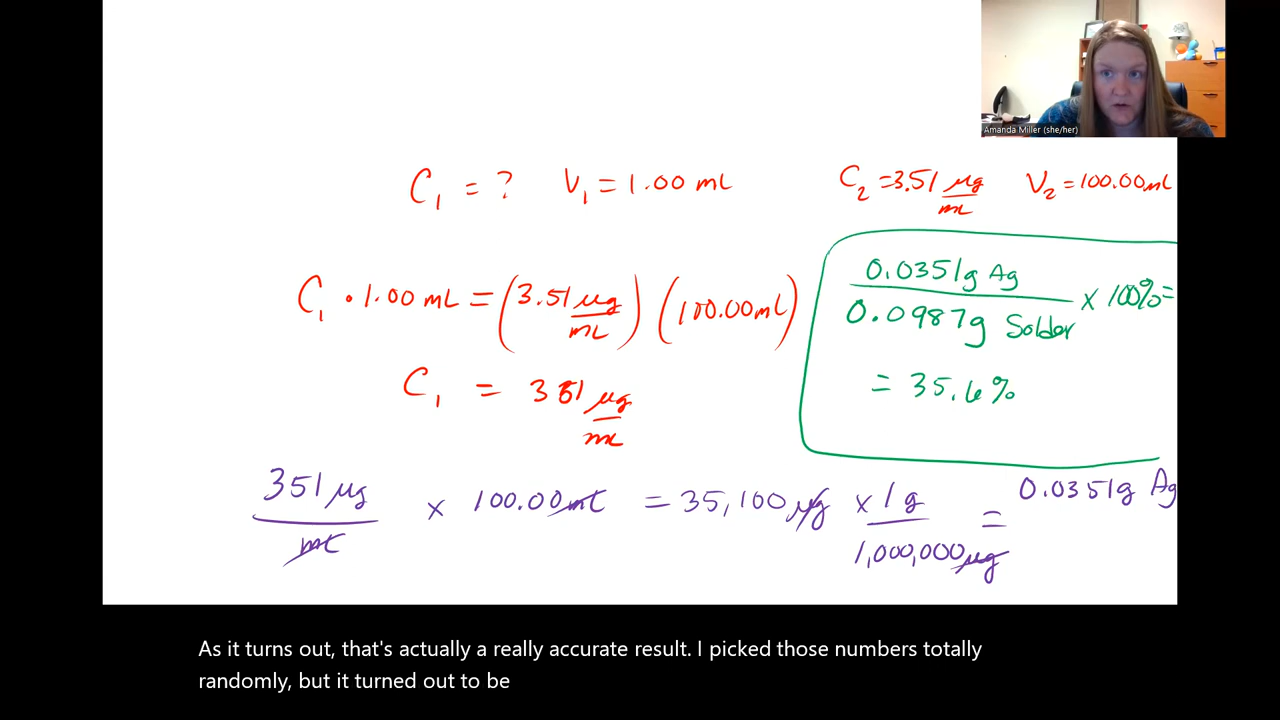 Amanda Miller (she/her)
C₁ = ? V₁ = 1.00 mL C₂ = 3.51 μg/mL V₂ = 100.00 mL
C₁ · 1.00 mL = (3.51 μg/mL) (100.00 mL)
C₁ = 351 μg/mL
0.0351g Ag / 0.0987g Solder × 100% =
= 35.6%
351 μg/mL × 100.00 mL = 35,100 μg × 1 g/1,000,000 μg = 0.0351g Ag
As it turns out, that's actually a really accurate result. I picked those numbers totally
randomly, but it turned out to be